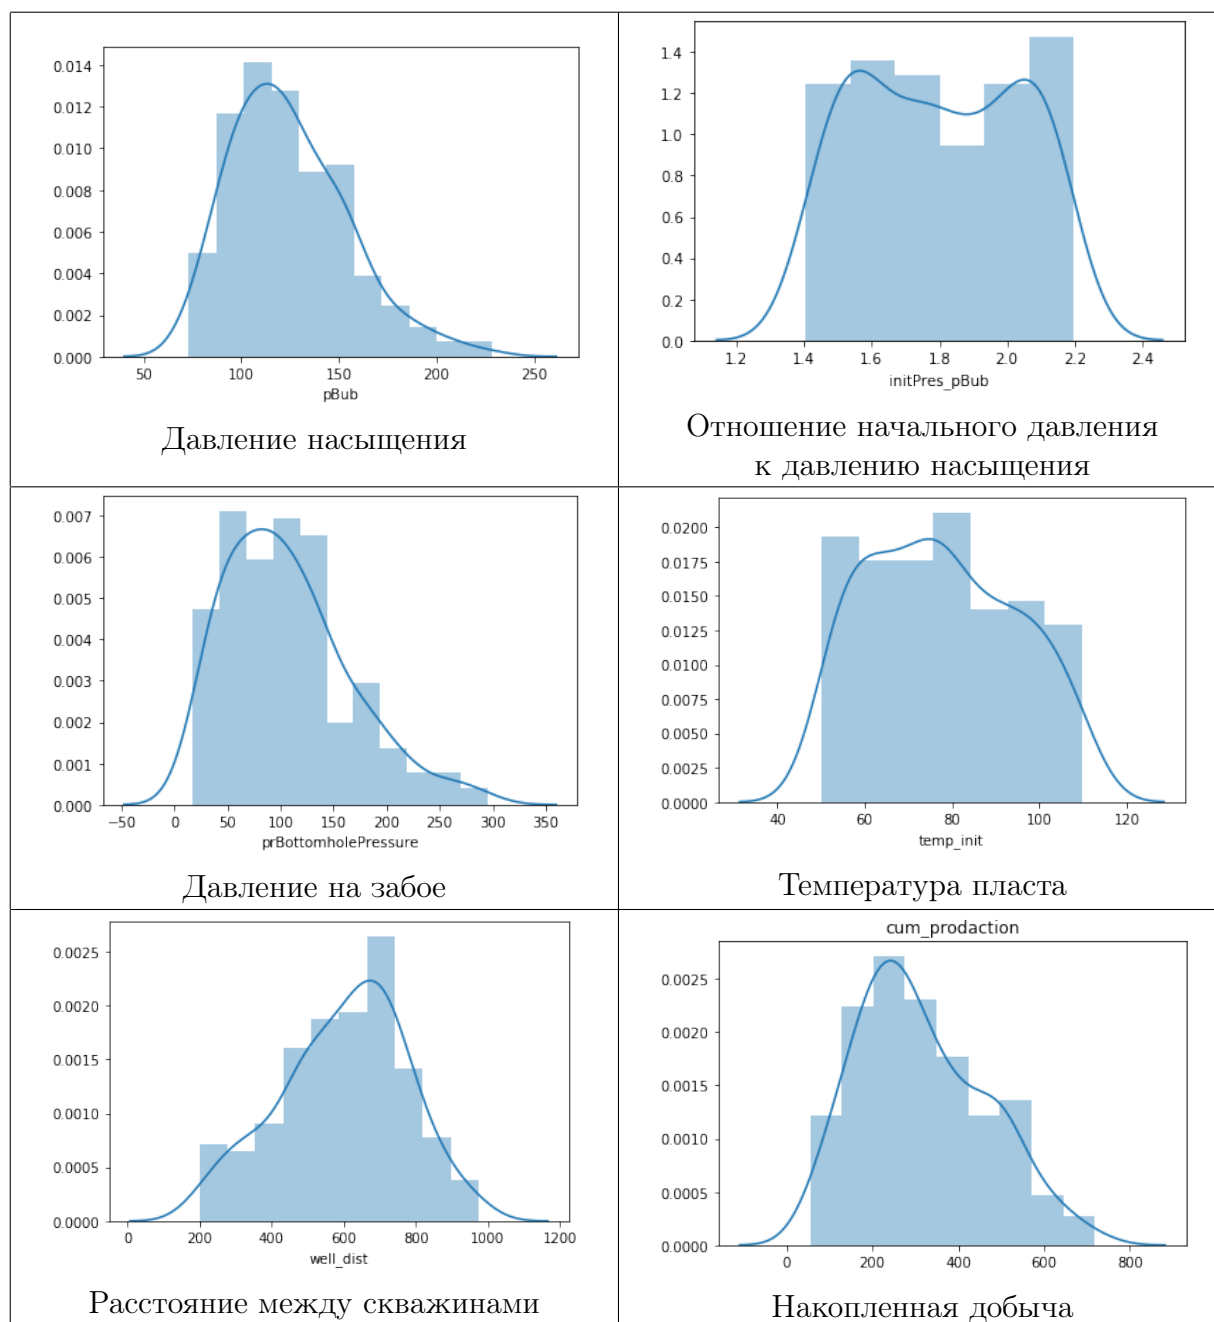 0.014
0.012
0.010
0.008
0.006
0.004
0.002
0.000
50 100 150 200 250
pBub
Давление насыщения
1.4
1.2
1.0
0.8
0.6
0.4
0.2
0.0
1.2 1.4 1.6 1.8 2.0 2.2 2.4
initPres_pBub
Отношение начального давления
к давлению насыщения
0.007
0.006
0.005
0.004
0.003
0.002
0.001
0.000
−50 0 50 100 150 200 250 300 350
prBottomholePressure
Давление на забое
0.0200
0.0175
0.0150
0.0125
0.0100
0.0075
0.0050
0.0025
0.0000
40 60 80 100 120
temp_init
Температура пласта
0.0025
0.0020
0.0015
0.0010
0.0005
0.0000
0 200 400 600 800 1000 1200
well_dist
Расстояние между скважинами
cum_prodaction
0.0025
0.0020
0.0015
0.0010
0.0005
0.0000
0 200 400 600 800
Накопленная добыча